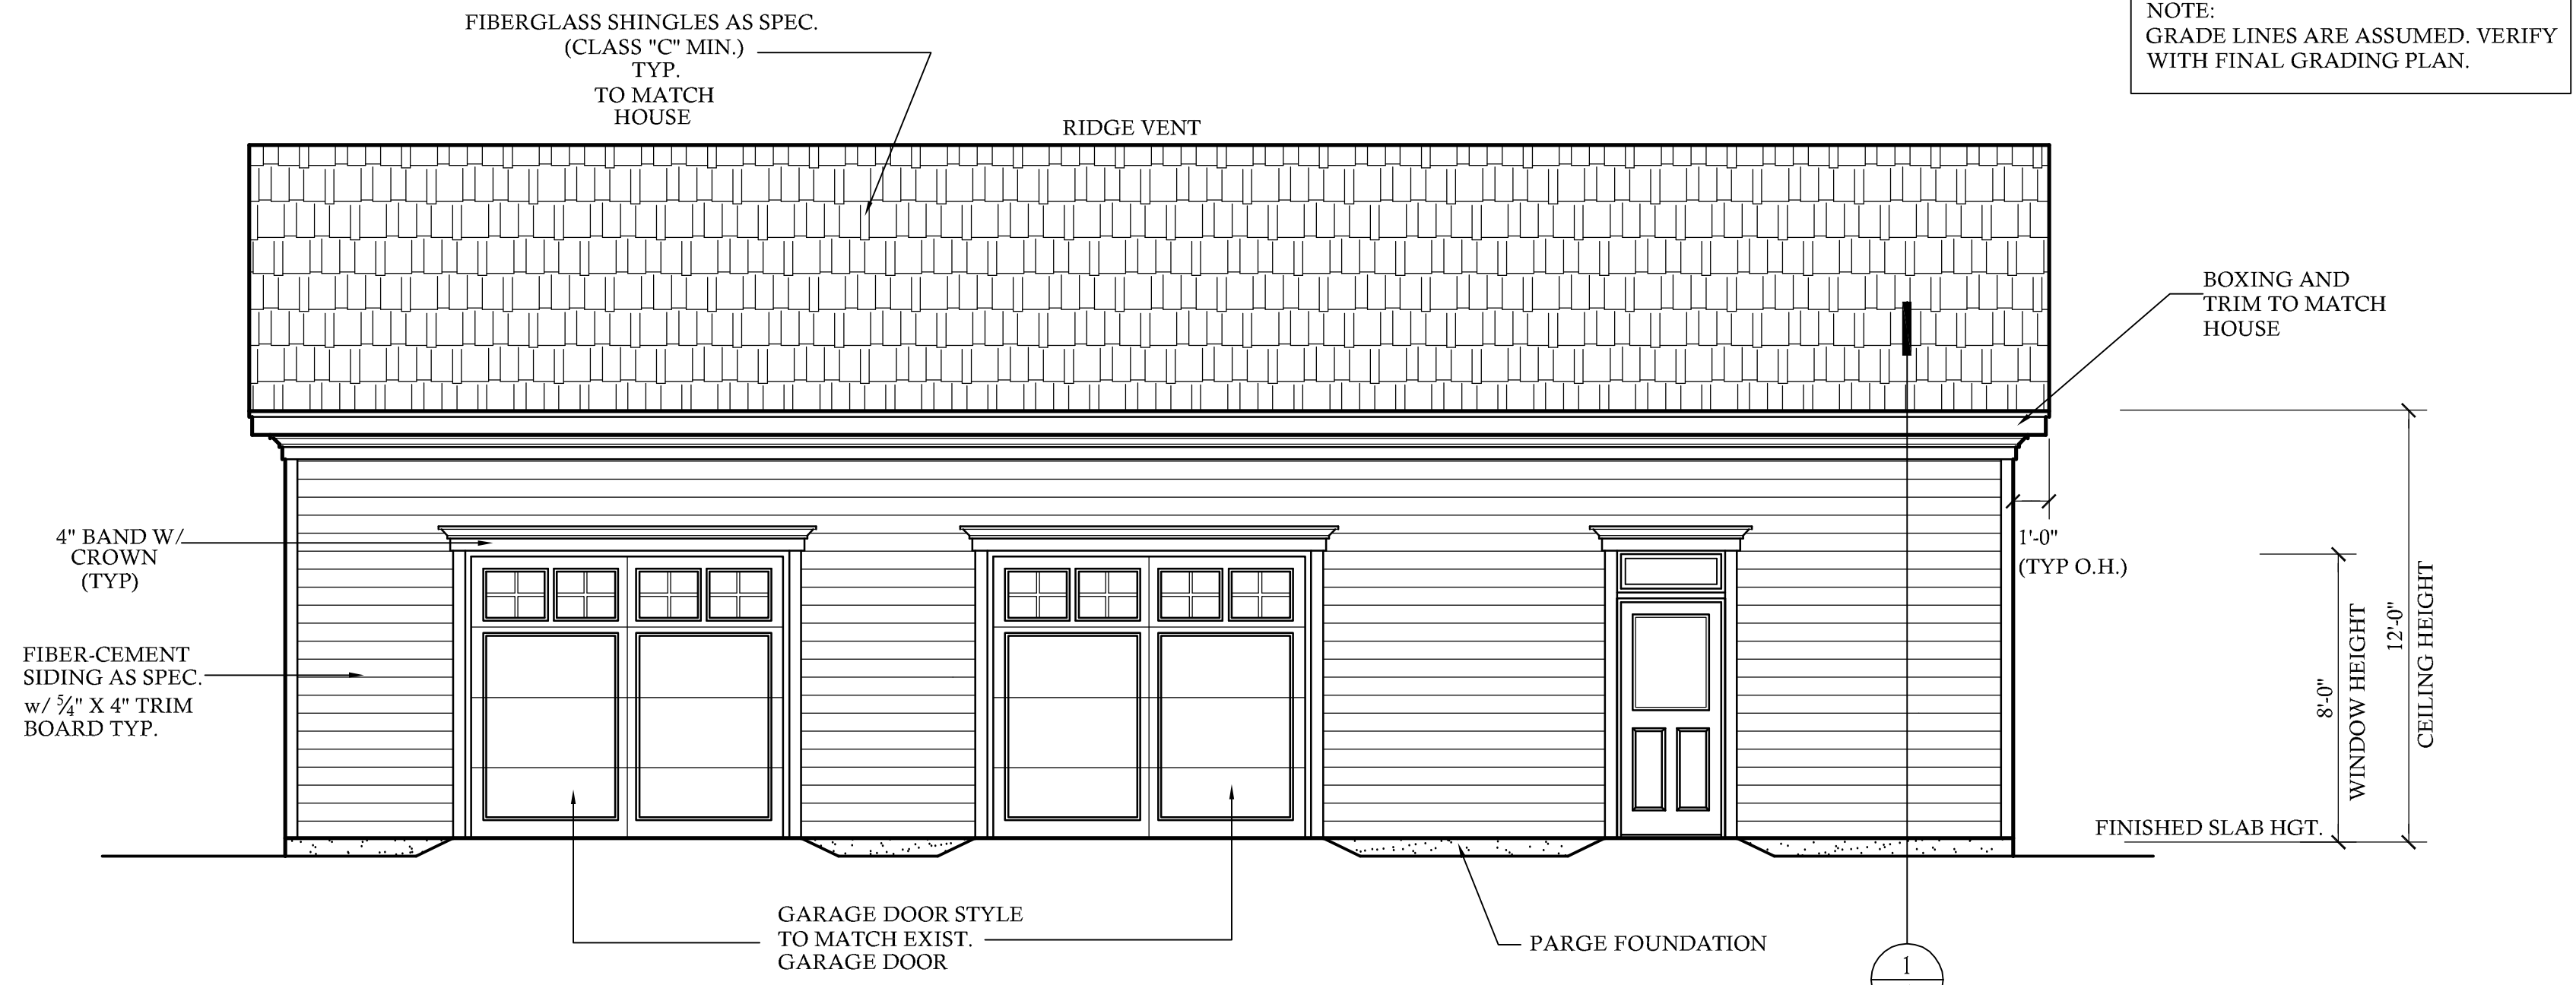 FIBERGLASS SHINGLES AS SPEC.
(CLASS "C" MIN.)
TYP.
TO MATCH
HOUSE
NOTE:
GRADE LINES ARE ASSUMED. VERIFY
WITH FINAL GRADING PLAN.
RIDGE VENT
BOXING AND
TRIM TO MATCH
HOUSE
4" BAND W/
CROWN
(TYP)
1'-0"
(TYP O.H.)
FIBER-CEMENT
SIDING AS SPEC.
w/ 5⁄4" X 4" TRIM
BOARD TYP.
8'-0"
WINDOW HEIGHT
12'-0"
CEILING HEIGHT
FINISHED SLAB HGT.
GARAGE DOOR STYLE
TO MATCH EXIST.
GARAGE DOOR
PARGE FOUNDATION
1